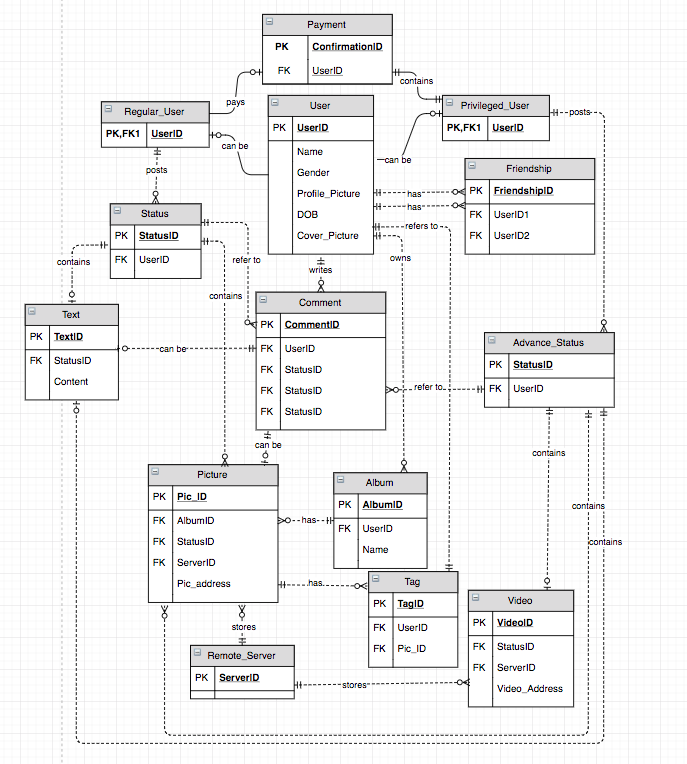 Payment
PK ConfirmationID
FK UserID
contains
pays
Regular_User
PK,FK1 UserID
User
PK UserID
Name
Gender
Profile_Picture
DOB
Cover_Picture
Privileged_User
PK,FK1 UserID
posts
can be
can be
posts
has
has
Friendship
PK FriendshipID
FK UserID1
FK UserID2
Status
PK StatusID
FK UserID
refers to
contains
refer to
owns
writes
contains
Text
PK TextID
FK StatusID
Content
can be
Comment
PK CommentID
FK UserID
FK StatusID
FK StatusID
FK StatusID
Advance_Status
PK StatusID
FK UserID
refer to
can be
contains
Picture
PK Pic_ID
FK AlbumID
FK StatusID
FK ServerID
Pic_address
has
Album
PK AlbumID
FK UserID
Name
contains
contains
has
Tag
PK TagID
FK UserID
FK Pic_ID
Video
PK VideoID
FK StatusID
FK ServerID
Video_Address
stores
Remote_Server
PK ServerID
stores